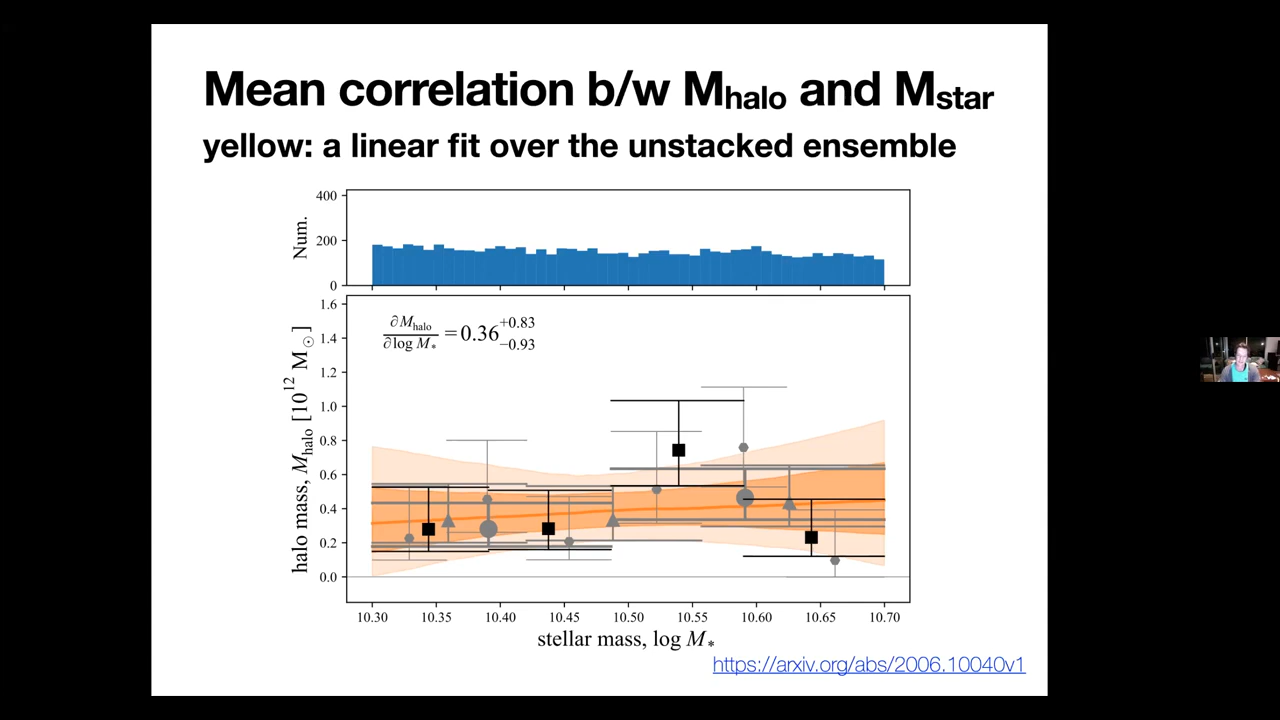 Mean correlation b/w Mhalo and Mstar
yellow: a linear fit over the unstacked ensemble
400
200
0
Num.
1.6
1.4
1.2
1.0
0.8
0.6
0.4
0.2
0.0
halo mass, Mhalo [10^12 M☉]
∂Mhalo/∂log M* = 0.36 +0.83 −0.93
10.30 10.35 10.40 10.45 10.50 10.55 10.60 10.65 10.70
stellar mass, log M*
https://arxiv.org/abs/2006.10040v1